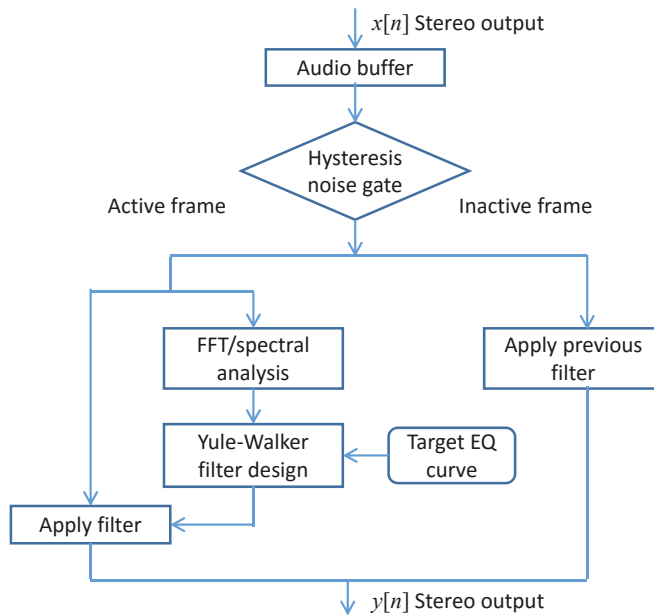 x[n] Stereo output
Audio buffer
Hysteresis
noise gate
Active frame
Inactive frame
FFT/spectral
analysis
Apply previous
filter
Yule-Walker
filter design
Target EQ
curve
Apply filter
y[n] Stereo output